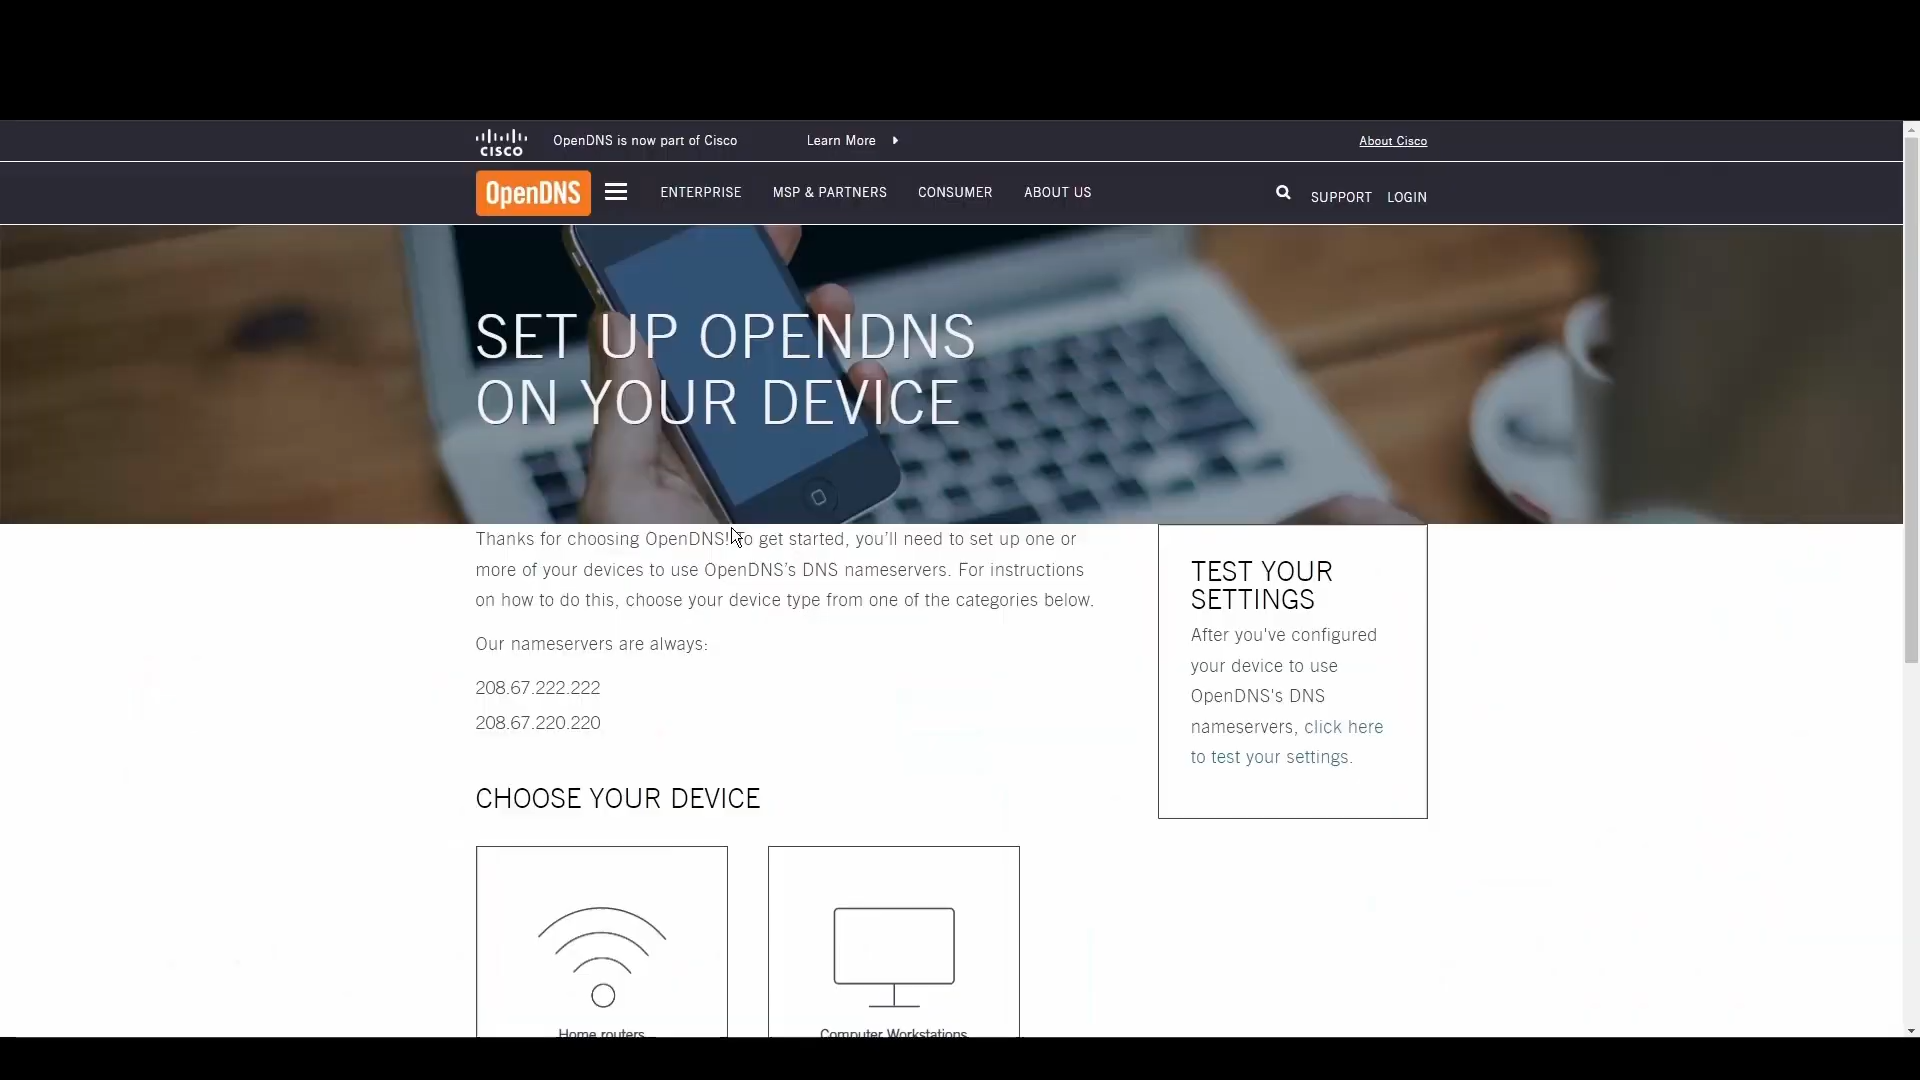 CISCO
OpenDNS is now part of Cisco
Learn More
About Cisco
OpenDNS
ENTERPRISE
MSP & PARTNERS
CONSUMER
ABOUT US
SUPPORT
LOGIN
SET UP OPENDNS
ON YOUR DEVICE
Thanks for choosing OpenDNS! To get started, you’ll need to set up one or
more of your devices to use OpenDNS’s DNS nameservers. For instructions
on how to do this, choose your device type from one of the categories below.
Our nameservers are always:
208.67.222.222
208.67.220.220
TEST YOUR
SETTINGS
After you've configured
your device to use
OpenDNS's DNS
nameservers, click here
to test your settings.
CHOOSE YOUR DEVICE
Home routers
Computer Workstations